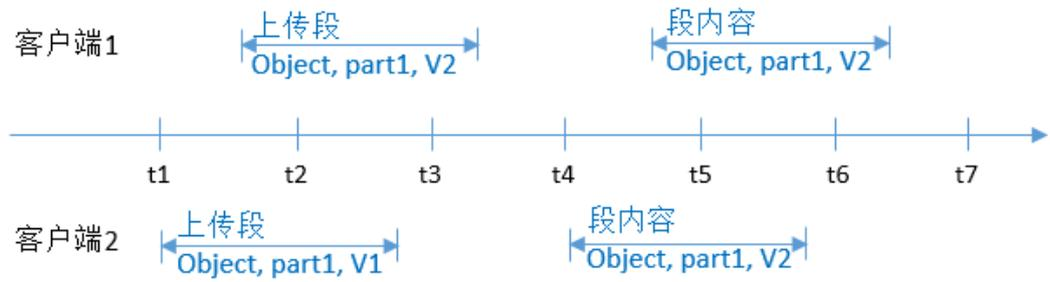 客户端1
上传段
Object, part1, V2
段内容
Object, part1, V2
t1 t2 t3 t4 t5 t6 t7
客户端2
上传段
Object, part1, V1
段内容
Object, part1, V2